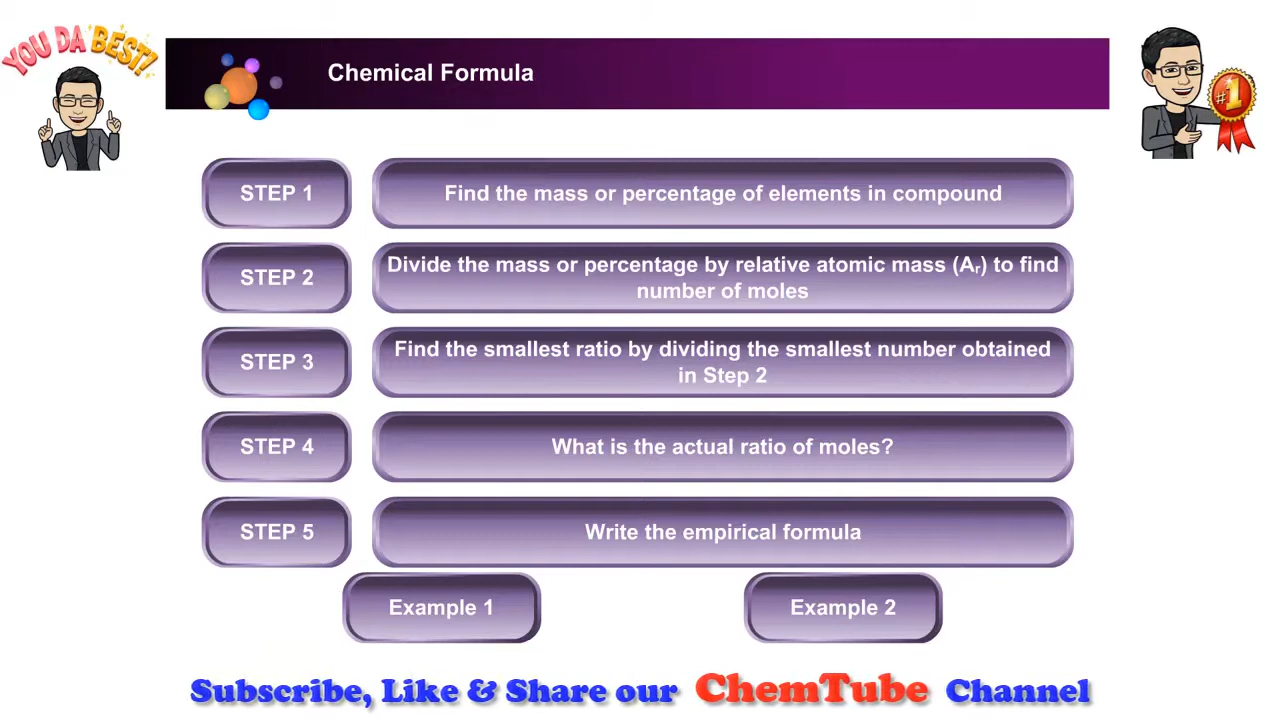 YOU DA BEST!
Chemical Formula
#1
STEP 1
Find the mass or percentage of elements in compound
STEP 2
Divide the mass or percentage by relative atomic mass (Aᵣ) to find
number of moles
STEP 3
Find the smallest ratio by dividing the smallest number obtained
in Step 2
STEP 4
What is the actual ratio of moles?
STEP 5
Write the empirical formula
Example 1
Example 2
Subscribe, Like & Share our ChemTube Channel